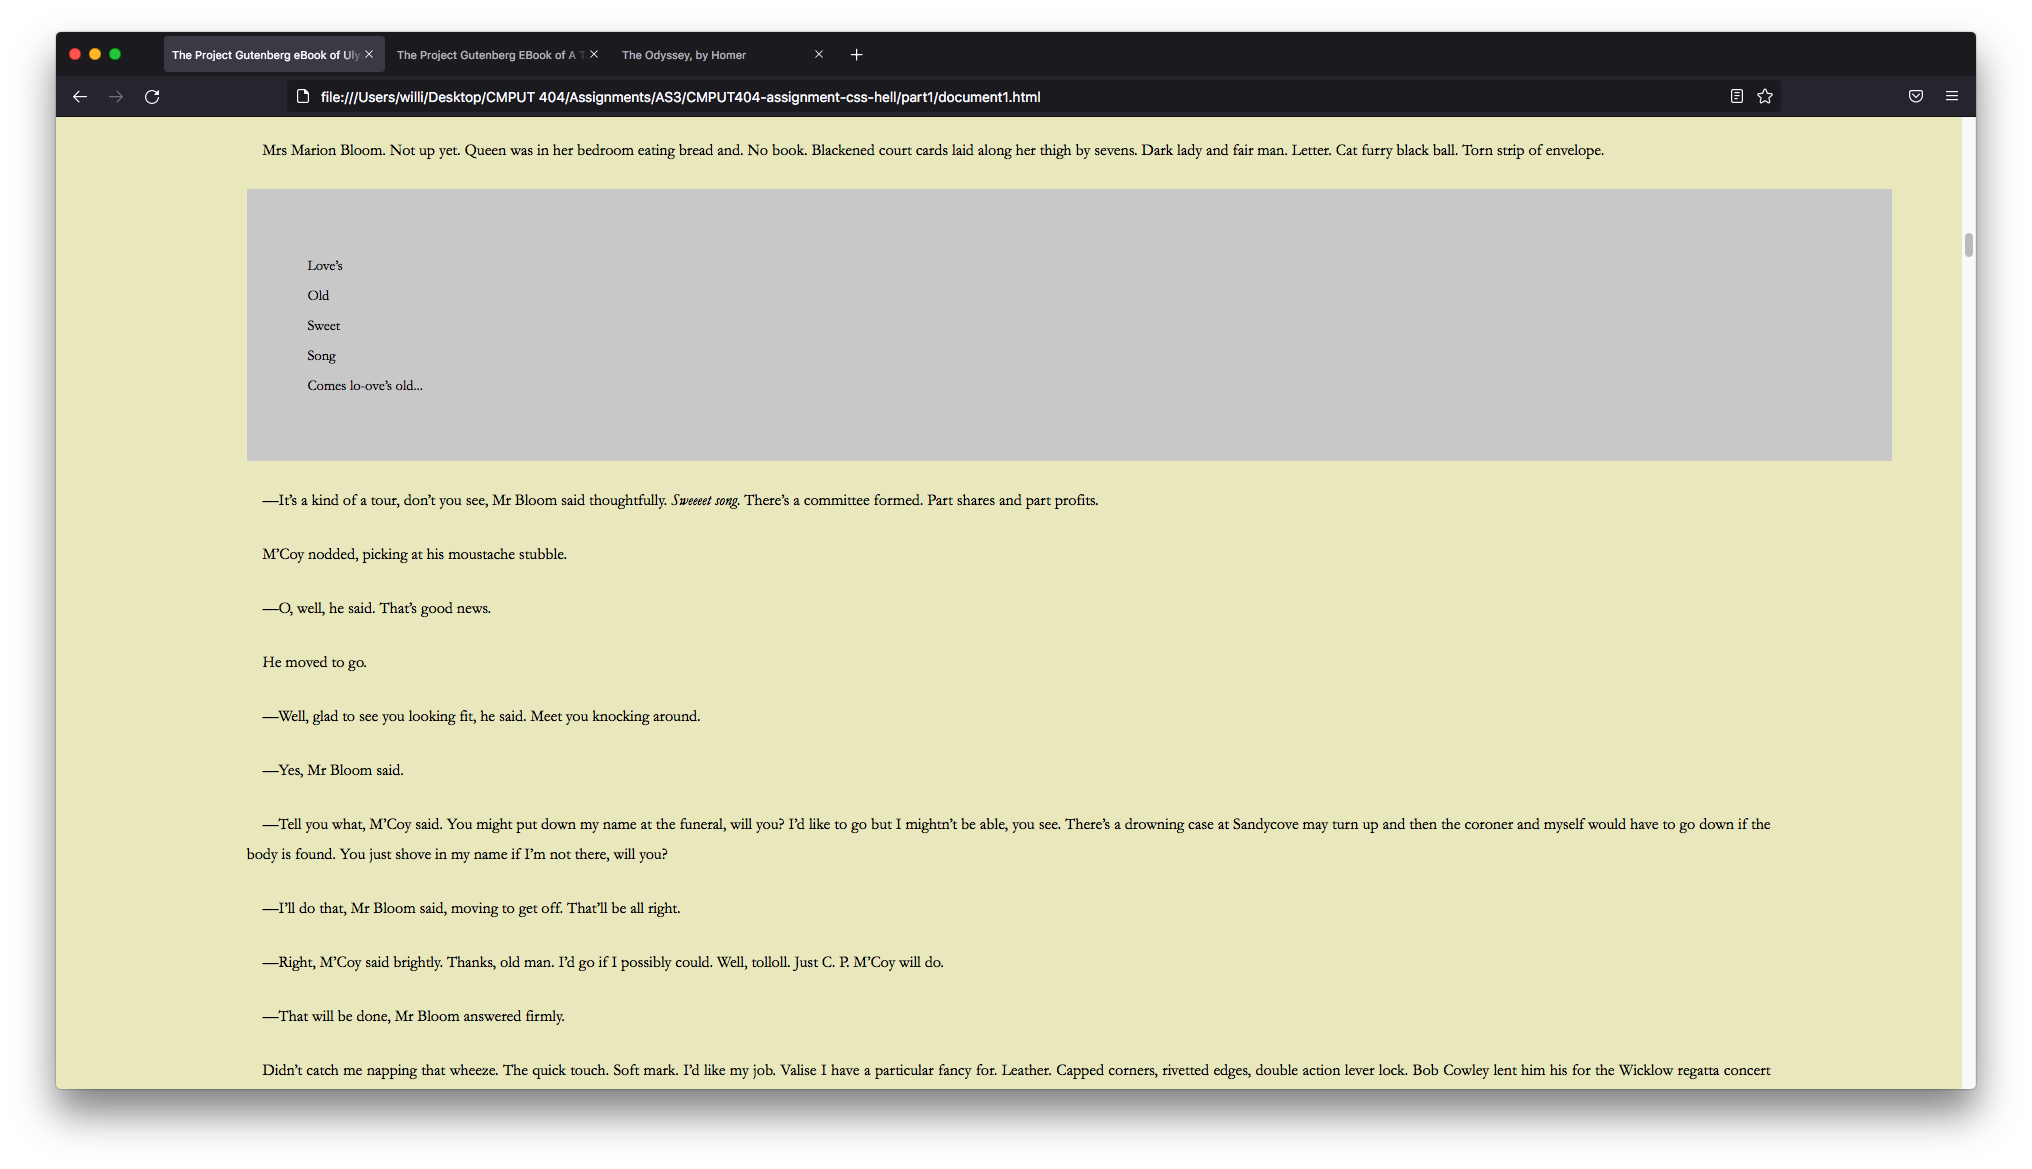 The Project Gutenberg eBook of Uly
The Project Gutenberg EBook of A T
The Odyssey, by Homer
file:///Users/willi/Desktop/CMPUT 404/Assignments/AS3/CMPUT404-assignment-css-hell/part1/document1.html
Mrs Marion Bloom. Not up yet. Queen was in her bedroom eating bread and. No book. Blackened court cards laid along her thigh by sevens. Dark lady and fair man. Letter. Cat furry black ball. Torn strip of envelope.
Love’s
Old
Sweet
Song
Comes lo-ove’s old...
—It’s a kind of a tour, don’t you see, Mr Bloom said thoughtfully. Sweeeet song. There’s a committee formed. Part shares and part profits.
M’Coy nodded, picking at his moustache stubble.
—O, well, he said. That’s good news.
He moved to go.
—Well, glad to see you looking fit, he said. Meet you knocking around.
—Yes, Mr Bloom said.
—Tell you what, M’Coy said. You might put down my name at the funeral, will you? I’d like to go but I mightn’t be able, you see. There’s a drowning case at Sandycove may turn up and then the coroner and myself would have to go down if the
body is found. You just shove in my name if I’m not there, will you?
—I’ll do that, Mr Bloom said, moving to get off. That’ll be all right.
—Right, M’Coy said brightly. Thanks, old man. I’d go if I possibly could. Well, tolloll. Just C. P. M’Coy will do.
—That will be done, Mr Bloom answered firmly.
Didn’t catch me napping that wheeze. The quick touch. Soft mark. I’d like my job. Valise I have a particular fancy for. Leather. Capped corners, rivetted edges, double action lever lock. Bob Cowley lent him his for the Wicklow regatta concert